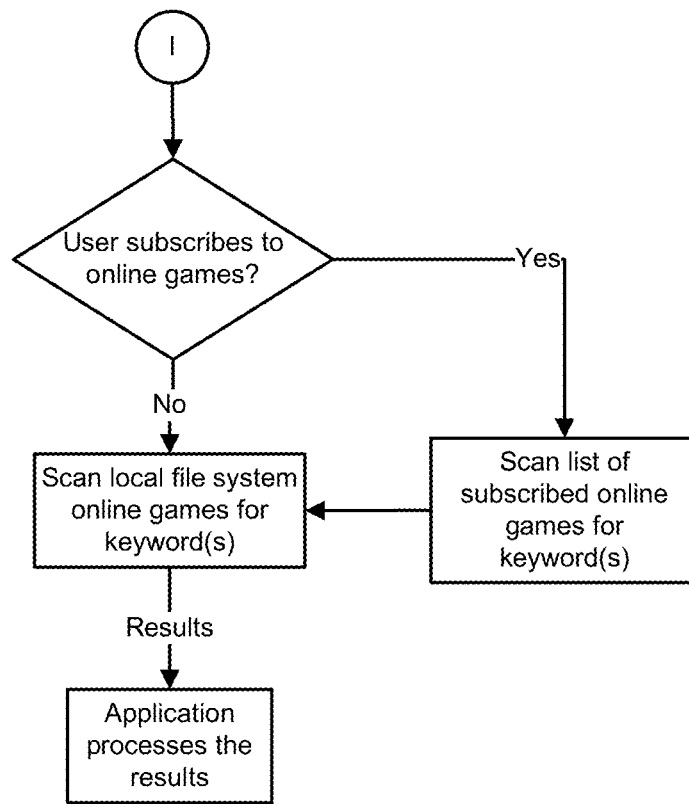 I
User subscribes to
online games?
Yes
No
Scan local file system
online games for
keyword(s)
Scan list of
subscribed online
games for
keyword(s)
Results
Application
processes the
results